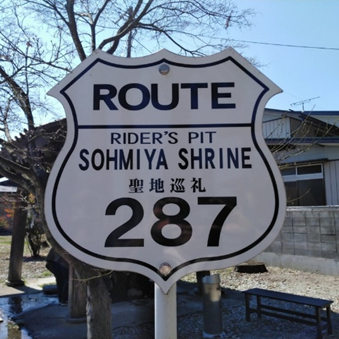 ROUTE
RIDER'S PIT
SOHMIYA SHRINE
聖地巡礼
287